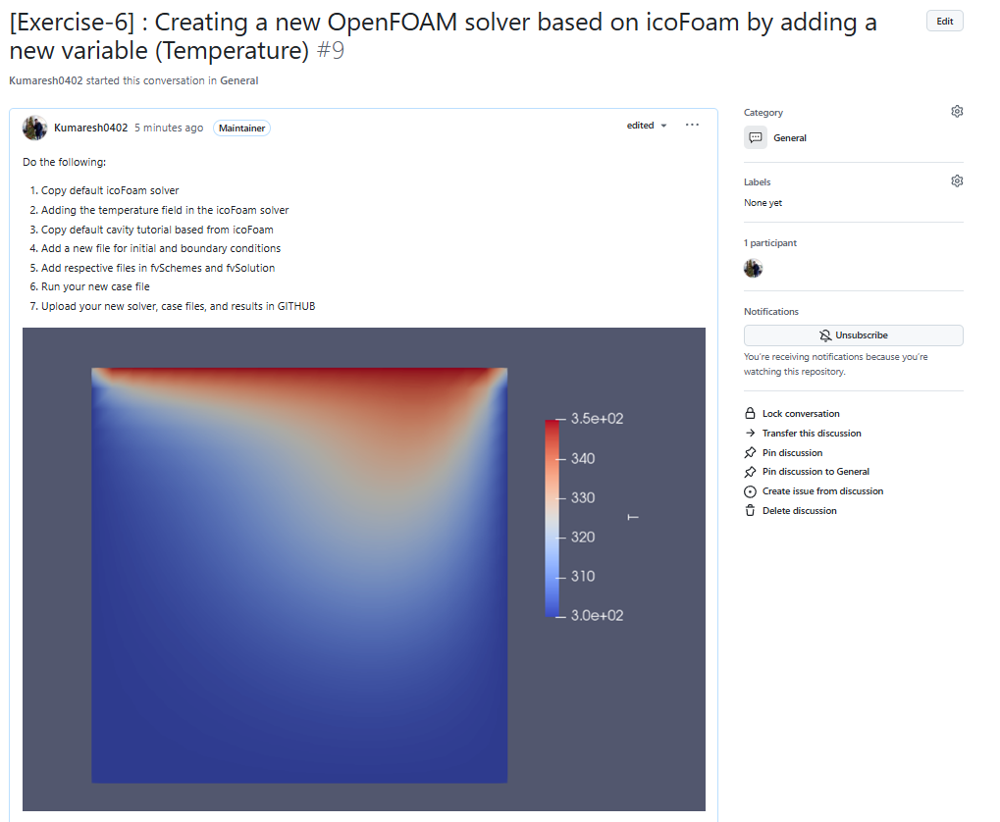 [Exercise-6] : Creating a new OpenFOAM solver based on icoFoam by adding a
new variable (Temperature) #9
Edit
Kumaresh0402 started this conversation in General
Kumaresh0402 5 minutes ago Maintainer
edited
Do the following:
1. Copy default icoFoam solver
2. Adding the temperature field in the icoFoam solver
3. Copy default cavity tutorial based from icoFoam
4. Add a new file for initial and boundary conditions
5. Add respective files in fvSchemes and fvSolution
6. Run your new case file
7. Upload your new solver, case files, and results in GITHUB
3.5e+02
340
330
320
310
3.0e+02
T
Category
General
Labels
None yet
1 participant
Notifications
Unsubscribe
You're receiving notifications because you're
watching this repository.
Lock conversation
Transfer this discussion
Pin discussion
Pin discussion to General
Create issue from discussion
Delete discussion